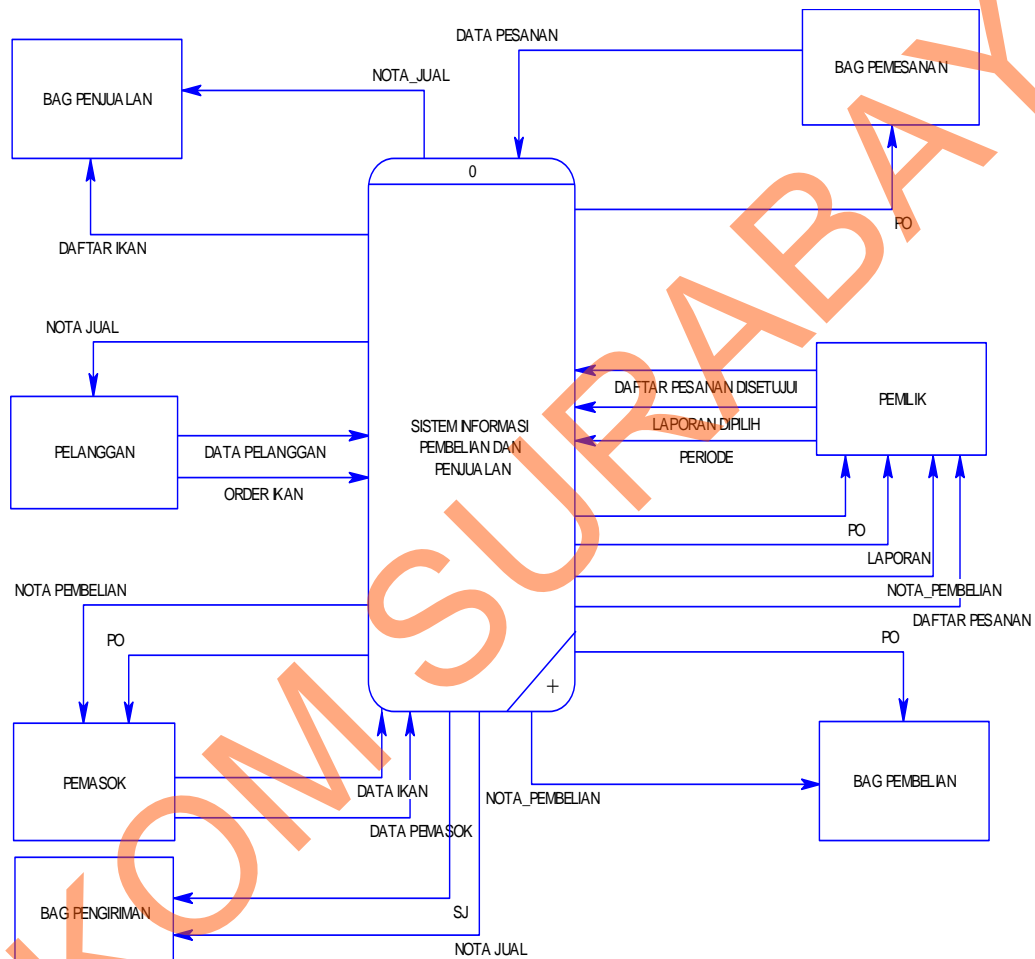 DATA PESANAN
BAG PEMESANAN
NOTA_JUAL
BAG PENJUALAN
0
PO
DAFTAR IKAN
NOTA JUAL
DAFTAR PESANAN DISETUJUI
PEMILIK
LAPORAN DIPILIH
PERIODE
SISTEM INFORMASI
PEMBELIAN DAN
PENJUALAN
PELANGGAN
DATA PELANGGAN
ORDER IKAN
PO
LAPORAN
NOTA_PEMBELIAN
DAFTAR PESANAN
NOTA PEMBELIAN
PO
PO
+
PEMASOK
DATA IKAN
NOTA_PEMBELIAN
BAG PEMBELIAN
DATA PEMASOK
BAG PENGIRIMAN
SJ
NOTA JUAL
KOM SURABAY